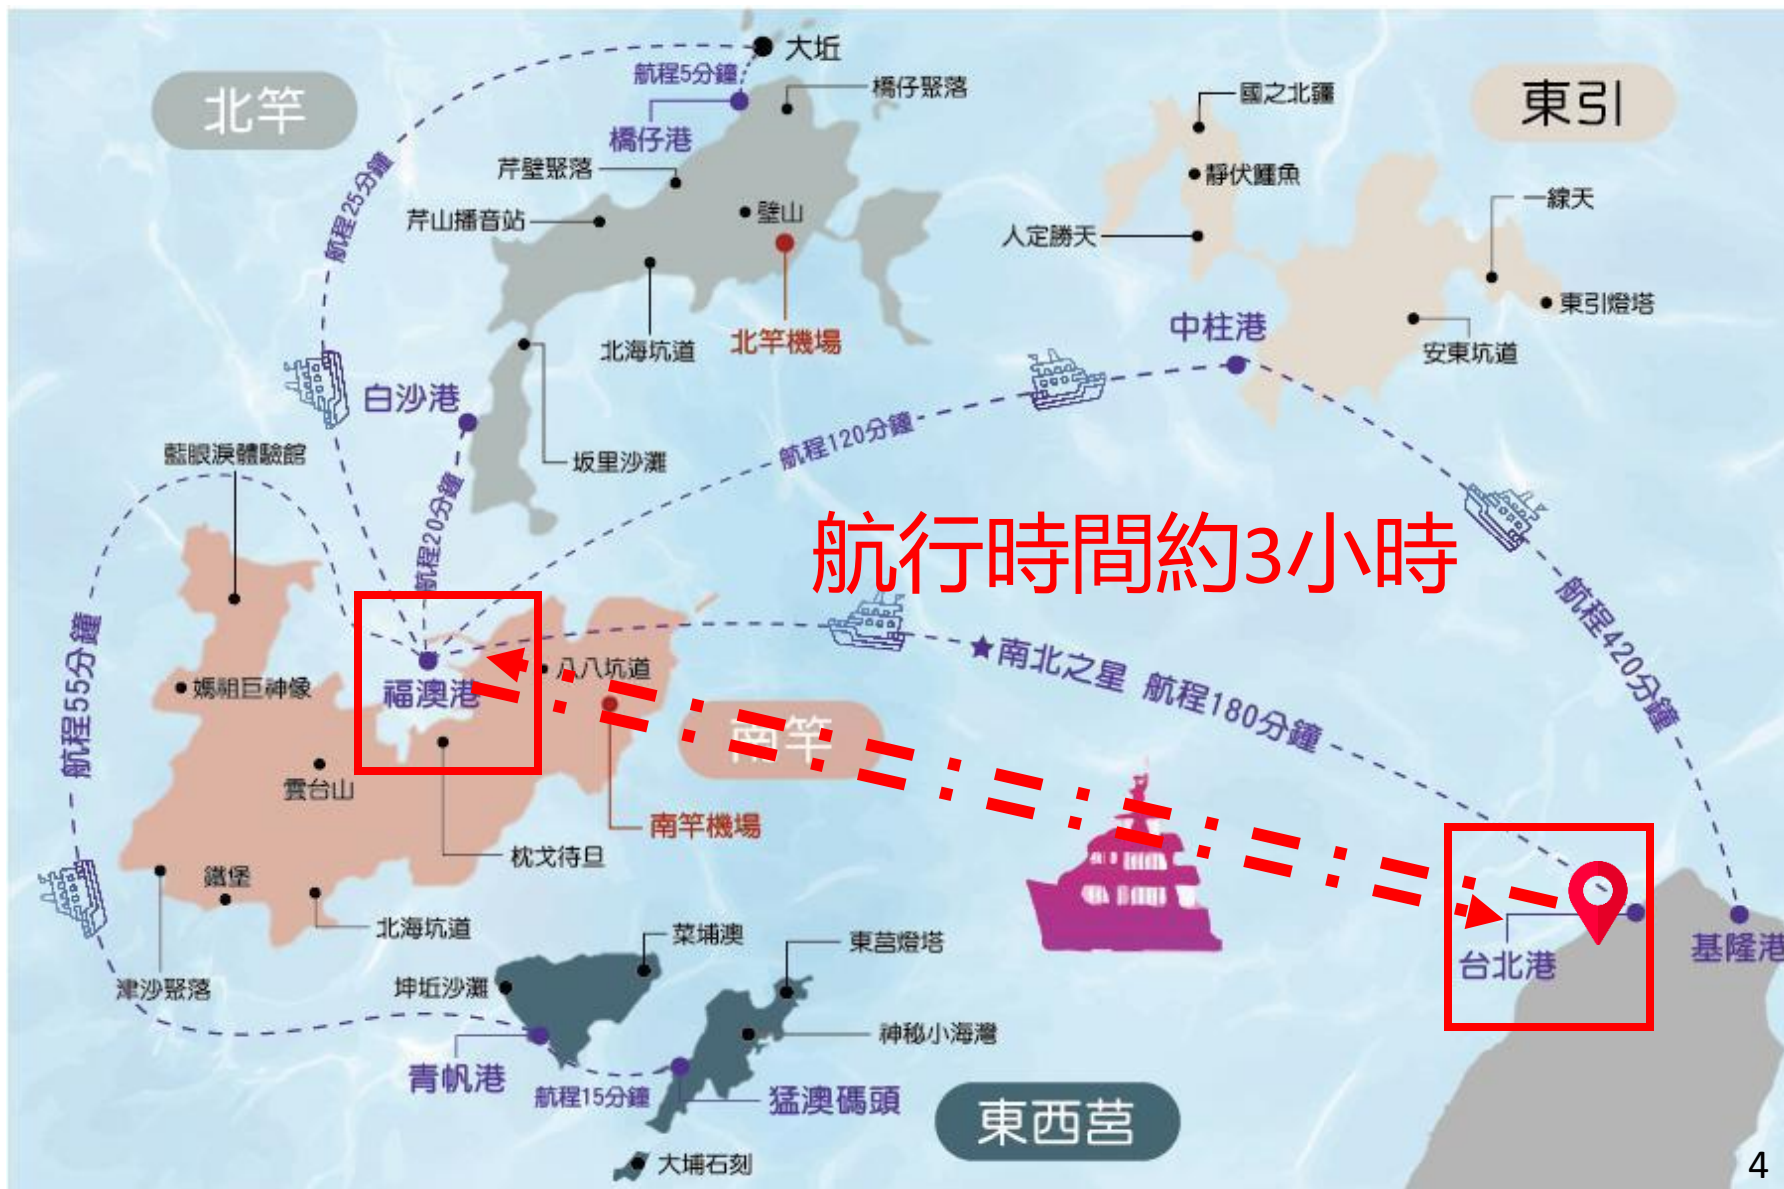 大坵
航程5分鐘
北竿
橋仔聚落
橋仔港
國之北疆
東引
芹壁聚落
靜伏鱷魚
航程25分鐘
芹山播音站
壁山
一線天
人定勝天
東引燈塔
中柱港
北竿機場
北海坑道
安東坑道
白沙港
航程120分鐘
藍眼淚體驗館
坂里沙灘
航程20分鐘
航行時間約3小時
航程420分鐘
航程55分鐘
八八坑道
★南北之星 航程180分鐘
媽祖巨神像
福澳港
南竿
雲台山
南竿機場
枕戈待旦
鐵堡
北海坑道
菜埔澳
東莒燈塔
台北港
基隆港
津沙聚落
坤坵沙灘
神秘小海灣
青帆港
航程15分鐘
猛澳碼頭
東西莒
大埔石刻
4